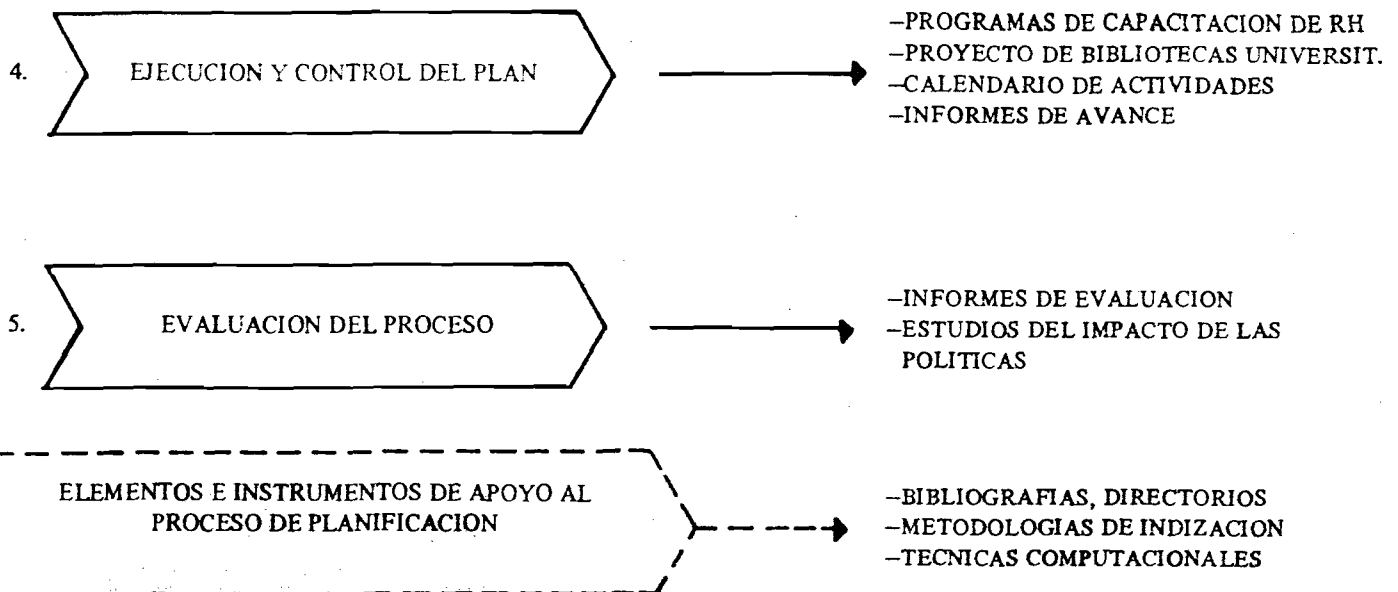 4. EJECUCION Y CONTROL DEL PLAN
–PROGRAMAS DE CAPACITACION DE RH
–PROYECTO DE BIBLIOTECAS UNIVERSIT.
–CALENDARIO DE ACTIVIDADES
–INFORMES DE AVANCE
5. EVALUACION DEL PROCESO
–INFORMES DE EVALUACION
–ESTUDIOS DEL IMPACTO DE LAS
POLITICAS
ELEMENTOS E INSTRUMENTOS DE APOYO AL
PROCESO DE PLANIFICACION
–BIBLIOGRAFIAS, DIRECTORIOS
–METODOLOGIAS DE INDIZACION
–TECNICAS COMPUTACIONALES